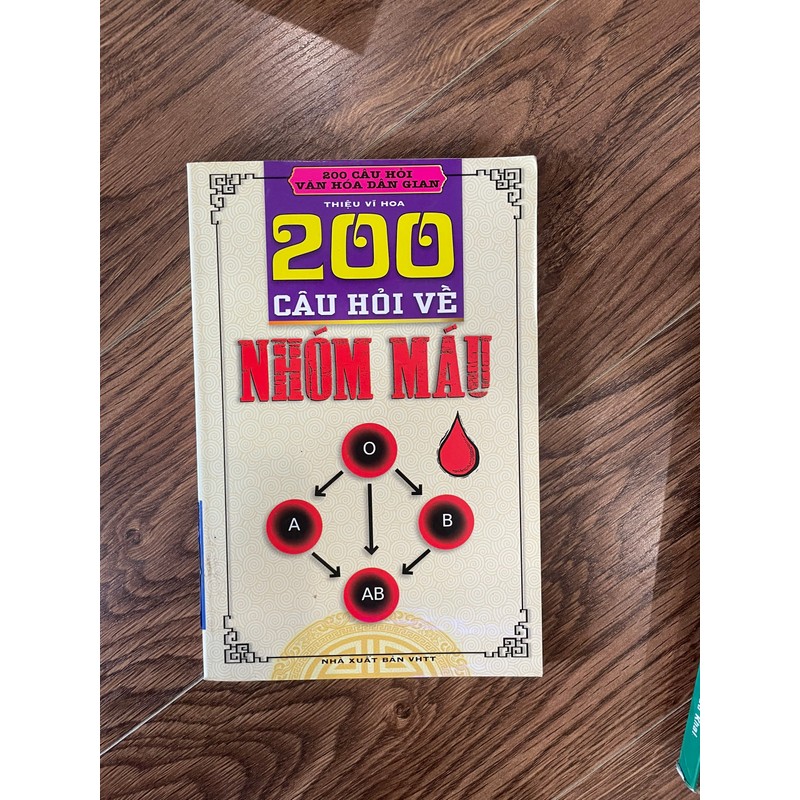 200 CÂU HỎI
VĂN HÓA DÂN GIAN
THIỆU VĨ HOA
200
CÂU HỎI VỀ
NHÓM MÁU
O
A
B
AB
NHÀ XUẤT BẢN VHTT
Khai